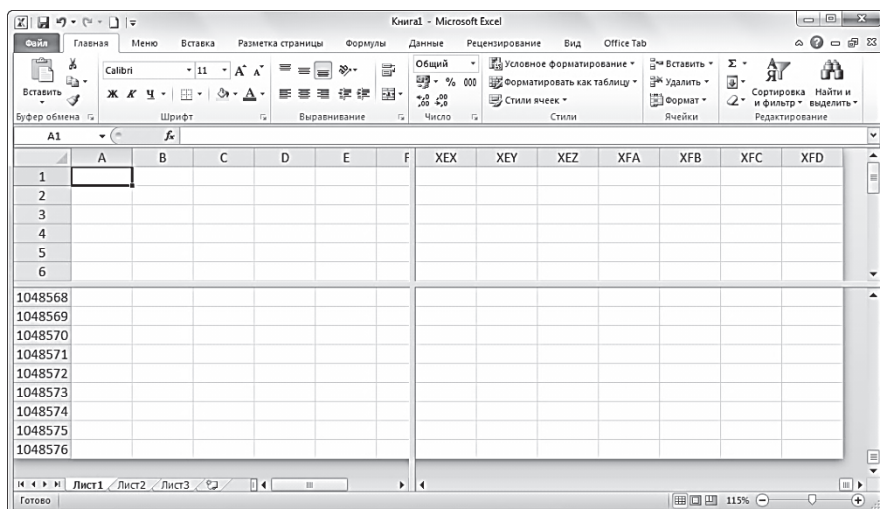 Книга1 - Microsoft Excel
Файл Главная Меню Вставка Разметка страницы Формулы Данные Рецензирование Вид Office Tab
Вставить
Буфер обмена
Calibri 11
Ж К Ч
Шрифт
Выравнивание
Общий
% 000
Число
Условное форматирование
Форматировать как таблицу
Стили ячеек
Стили
Вставить
Удалить
Формат
Ячейки
Σ
Сортировка и фильтр
Найти и выделить
Редактирование
A1 fx
A B C D E F XEX XEY XEZ XFA XFB XFC XFD
1
2
3
4
5
6
1048568
1048569
1048570
1048571
1048572
1048573
1048574
1048575
1048576
Лист1 Лист2 Лист3
Готово 115%